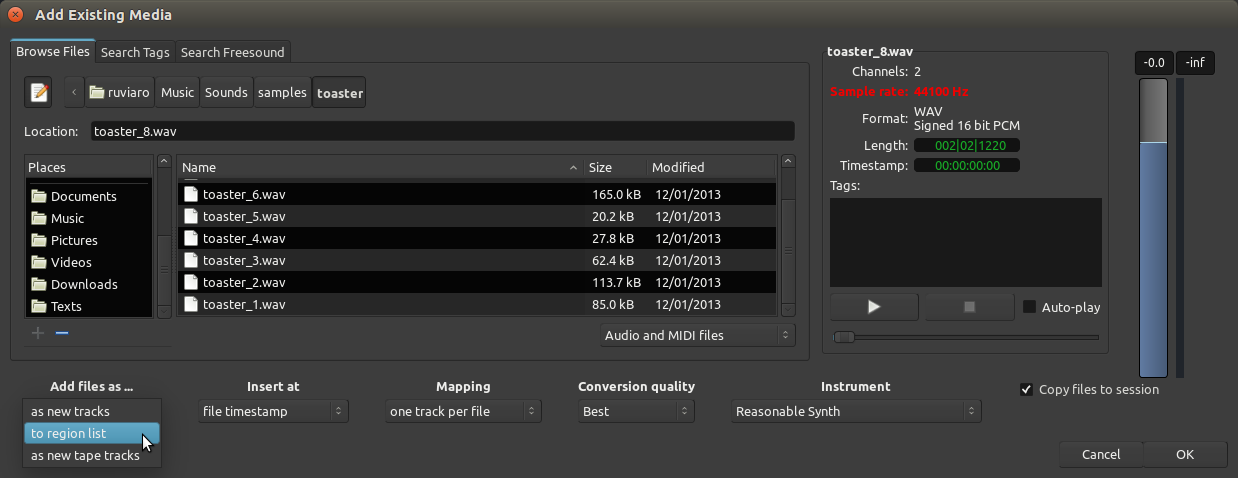 Add Existing Media
Browse Files Search Tags Search Freesound
ruviaro Music Sounds samples toaster
Location: toaster_8.wav
Places
Documents
Music
Pictures
Videos
Downloads
Texts
Name Size Modified
toaster_6.wav 165.0 kB 12/01/2013
toaster_5.wav 20.2 kB 12/01/2013
toaster_4.wav 27.8 kB 12/01/2013
toaster_3.wav 62.4 kB 12/01/2013
toaster_2.wav 113.7 kB 12/01/2013
toaster_1.wav 85.0 kB 12/01/2013
Audio and MIDI files
toaster_8.wav
Channels: 2
Sample rate: 44100 Hz
Format: WAV
Signed 16 bit PCM
Length: 002|02|1220
Timestamp: 00:00:00:00
Tags:
Auto-play
-0.0 -inf
Add files as ...
as new tracks
to region list
as new tape tracks
Insert at
file timestamp
Mapping
one track per file
Conversion quality
Best
Instrument
Reasonable Synth
Copy files to session
Cancel OK